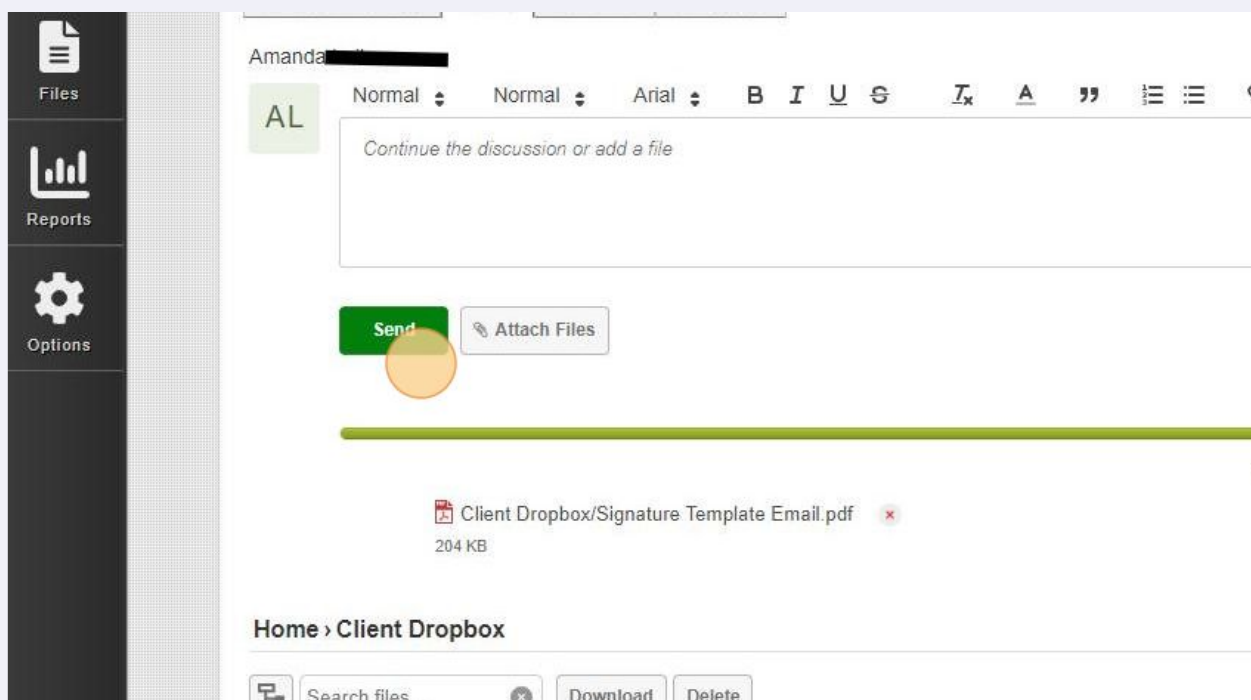 Amanda
Files
Normal Normal Arial B I U S Tx A
AL
Continue the discussion or add a file
Reports
Send Attach Files
Options
Client Dropbox/Signature Template Email.pdf
204 KB
Home › Client Dropbox
Search files ... Download Delete